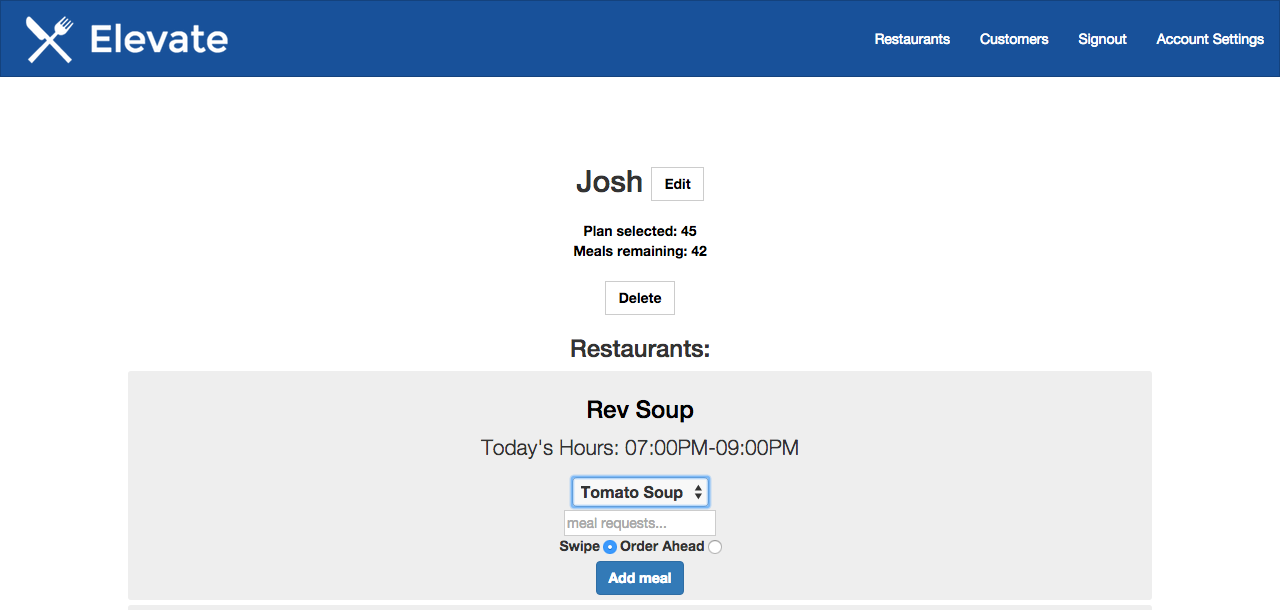 Elevate
Restaurants Customers Signout Account Settings
Josh Edit
Plan selected: 45
Meals remaining: 42
Delete
Restaurants:
Rev Soup
Today's Hours: 07:00PM-09:00PM
Tomato Soup
meal requests...
Swipe Order Ahead
Add meal